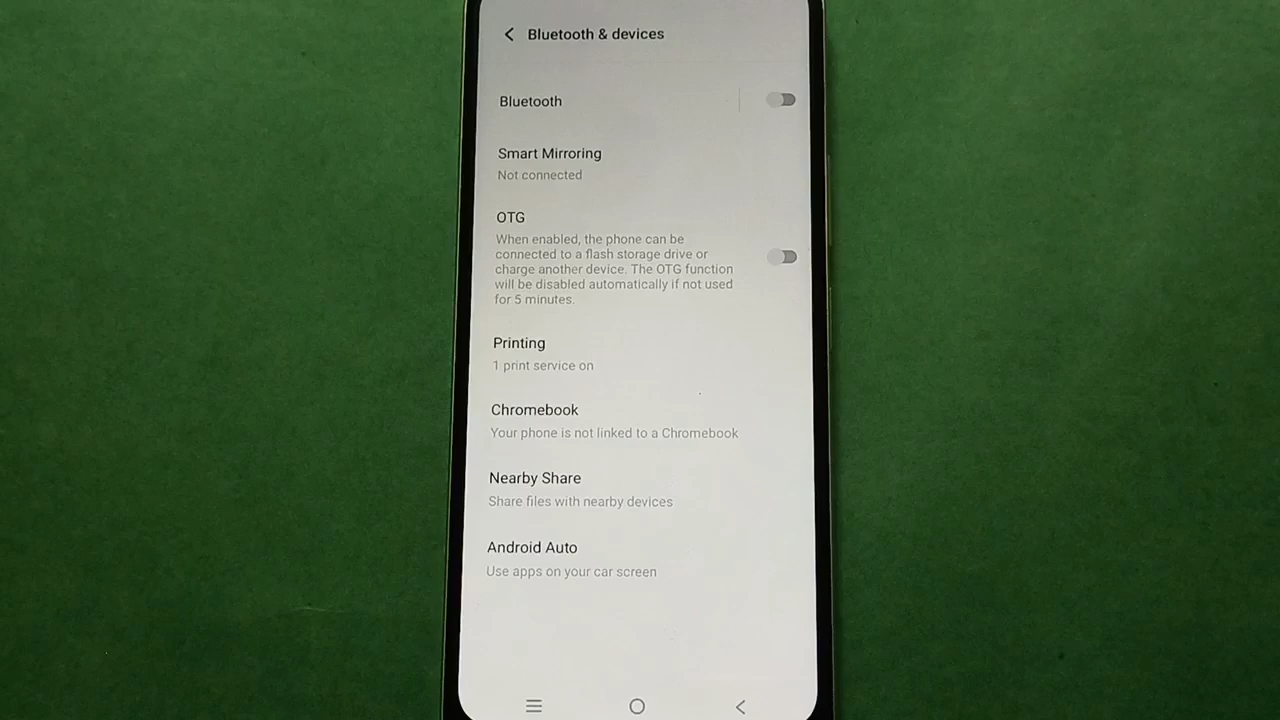 Bluetooth & devices
Bluetooth
Smart Mirroring
Not connected
OTG
When enabled, the phone can be
connected to a flash storage drive or
charge another device. The OTG function
will be disabled automatically if not used
for 5 minutes.
Printing
1 print service on
Chromebook
Your phone is not linked to a Chromebook
Nearby Share
Share files with nearby devices
Android Auto
Use apps on your car screen